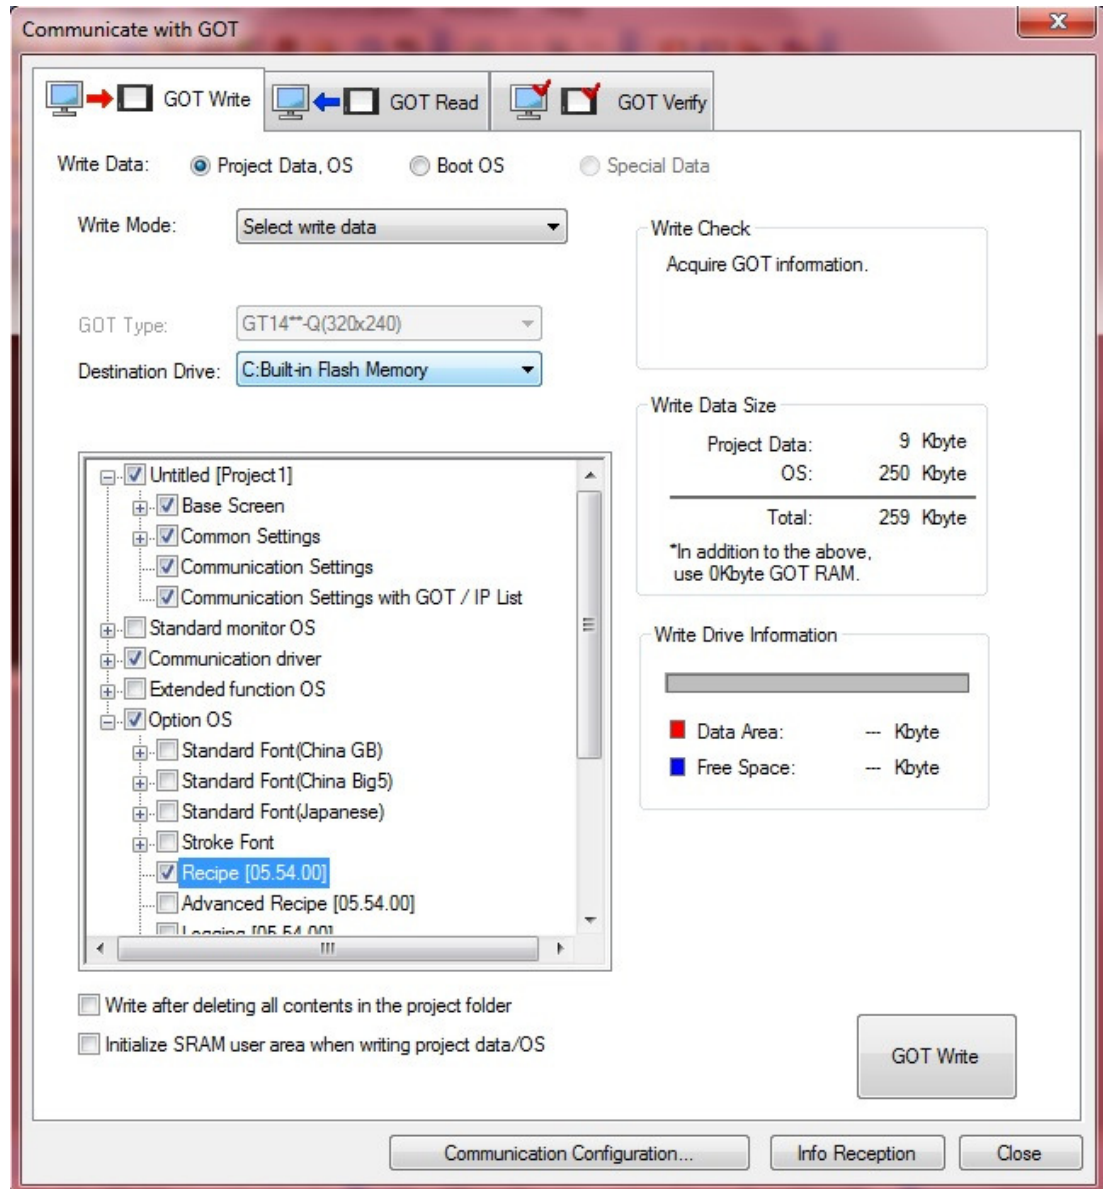 Communicate with GOT
GOT Write
GOT Read
GOT Verify
Write Data:
Project Data, OS
Boot OS
Special Data
Write Mode:
Select write data
GOT Type:
GT14**-Q(320x240)
Destination Drive:
C:Built-in Flash Memory
Untitled [Project1]
Base Screen
Common Settings
Communication Settings
Communication Settings with GOT / IP List
Standard monitor OS
Communication driver
Extended function OS
Option OS
Standard Font(China GB)
Standard Font(China Big5)
Standard Font(Japanese)
Stroke Font
Recipe [05.54.00]
Advanced Recipe [05.54.00]
Logging [05.54.00]
Write after deleting all contents in the project folder
Initialize SRAM user area when writing project data/OS
Write Check
Acquire GOT information.
Write Data Size
Project Data: 9 Kbyte
OS: 250 Kbyte
Total: 259 Kbyte
*In addition to the above,
use 0Kbyte GOT RAM.
Write Drive Information
Data Area: --- Kbyte
Free Space: --- Kbyte
GOT Write
Communication Configuration...
Info Reception
Close